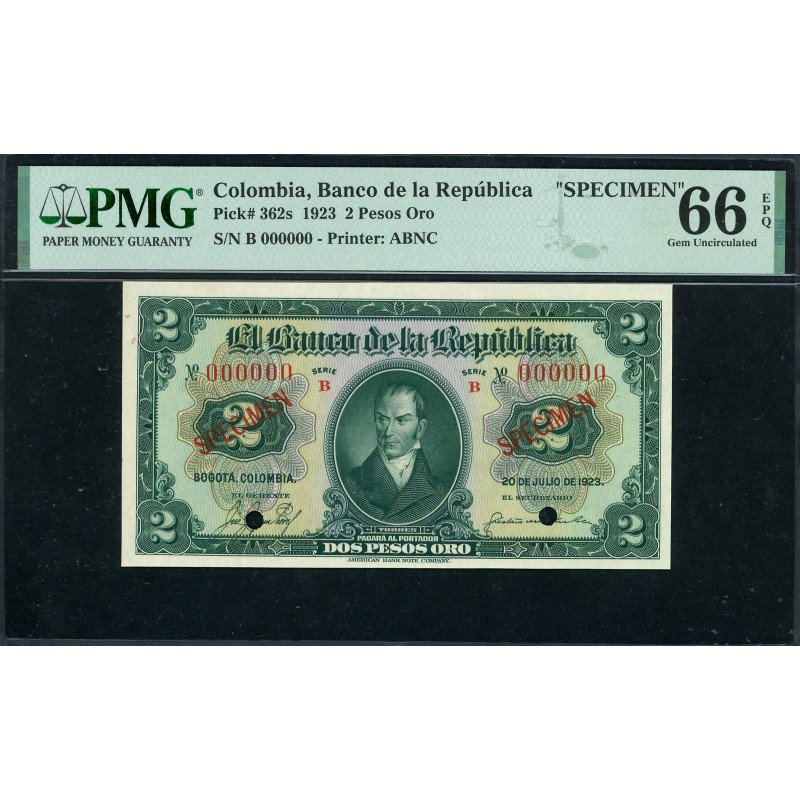 PMG®
PAPER MONEY GUARANTY
Colombia, Banco de la República "SPECIMEN"
Pick# 362s 1923 2 Pesos Oro
S/N B 000000 - Printer: ABNC
66 EPQ
Gem Uncirculated
2 2
El Banco de la República
No 000000 SERIE B SERIE B No 000000
2 2
SPECIMEN SPECIMEN
BOGOTÁ, COLOMBIA. 20 DE JULIO DE 1923.
EL GERENTE EL SECRETARIO
TORRES
PAGARÁ AL PORTADOR
2 DOS PESOS ORO 2
AMERICAN BANK NOTE COMPANY.